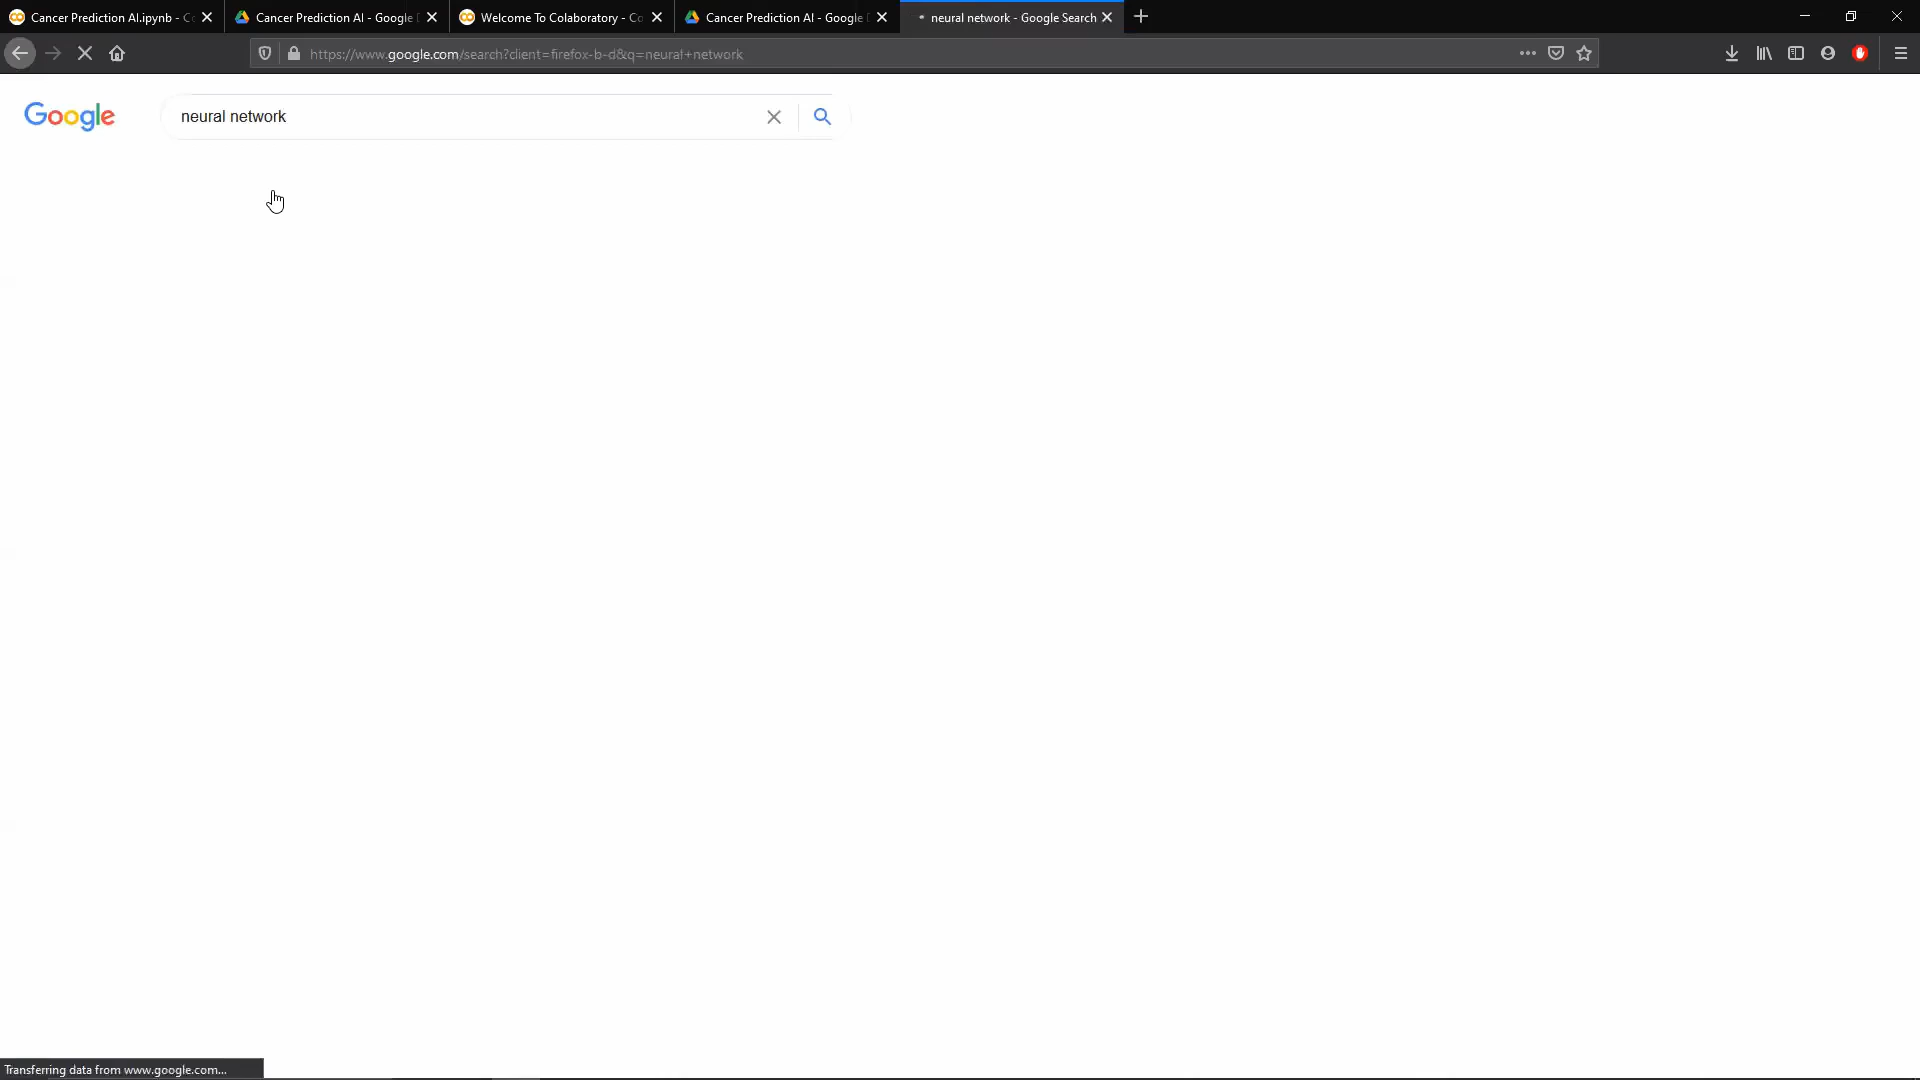 Cancer Prediction AI.ipynb - Co
Cancer Prediction AI - Google D
Welcome To Colaboratory - Co
Cancer Prediction AI - Google D
neural network - Google Search
https://www.google.com/search?client=firefox-b-d&q=neural+network
Google
neural network
Transferring data from www.google.com...